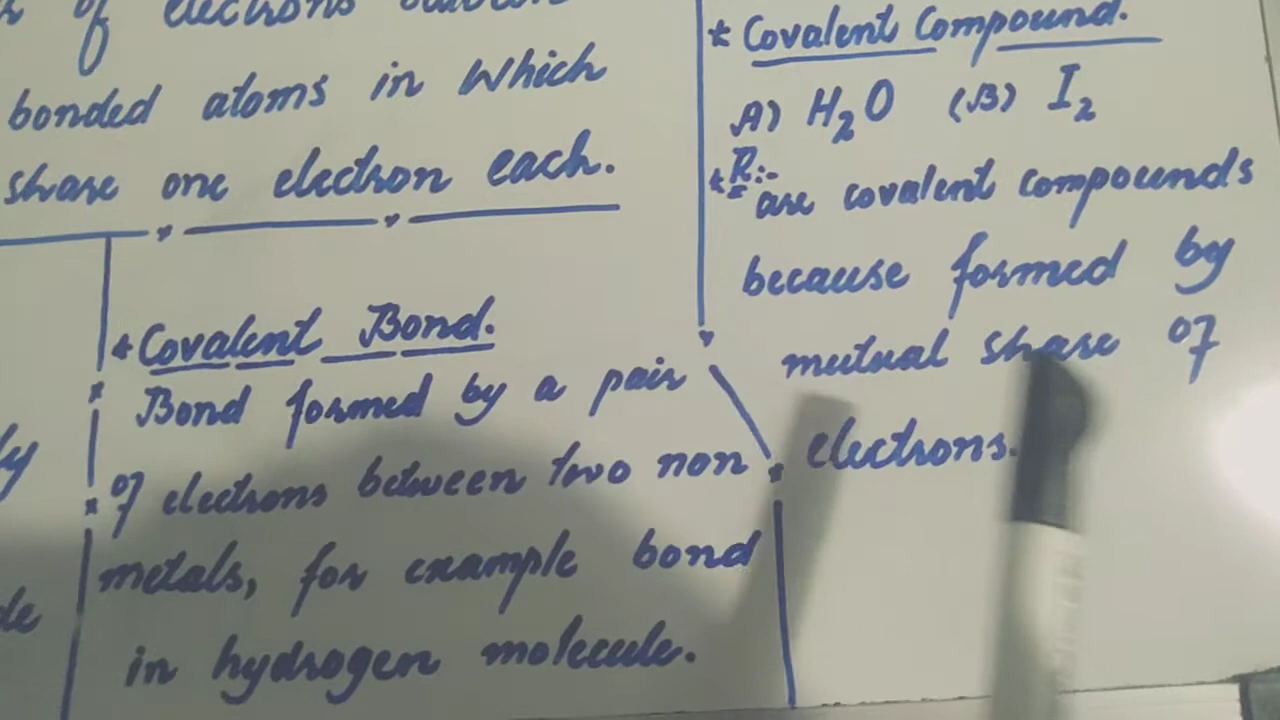 of electrons
bonded atoms in which
share one electron each.
* Covalent Bond.
Bond formed by a pair
of electrons between two non
metals, for example bond
in hydrogen molecule.
* Covalent Compound.
A) H₂O (B) I₂
* R:-
are covalent compounds
because formed by
mutual share of
electrons.